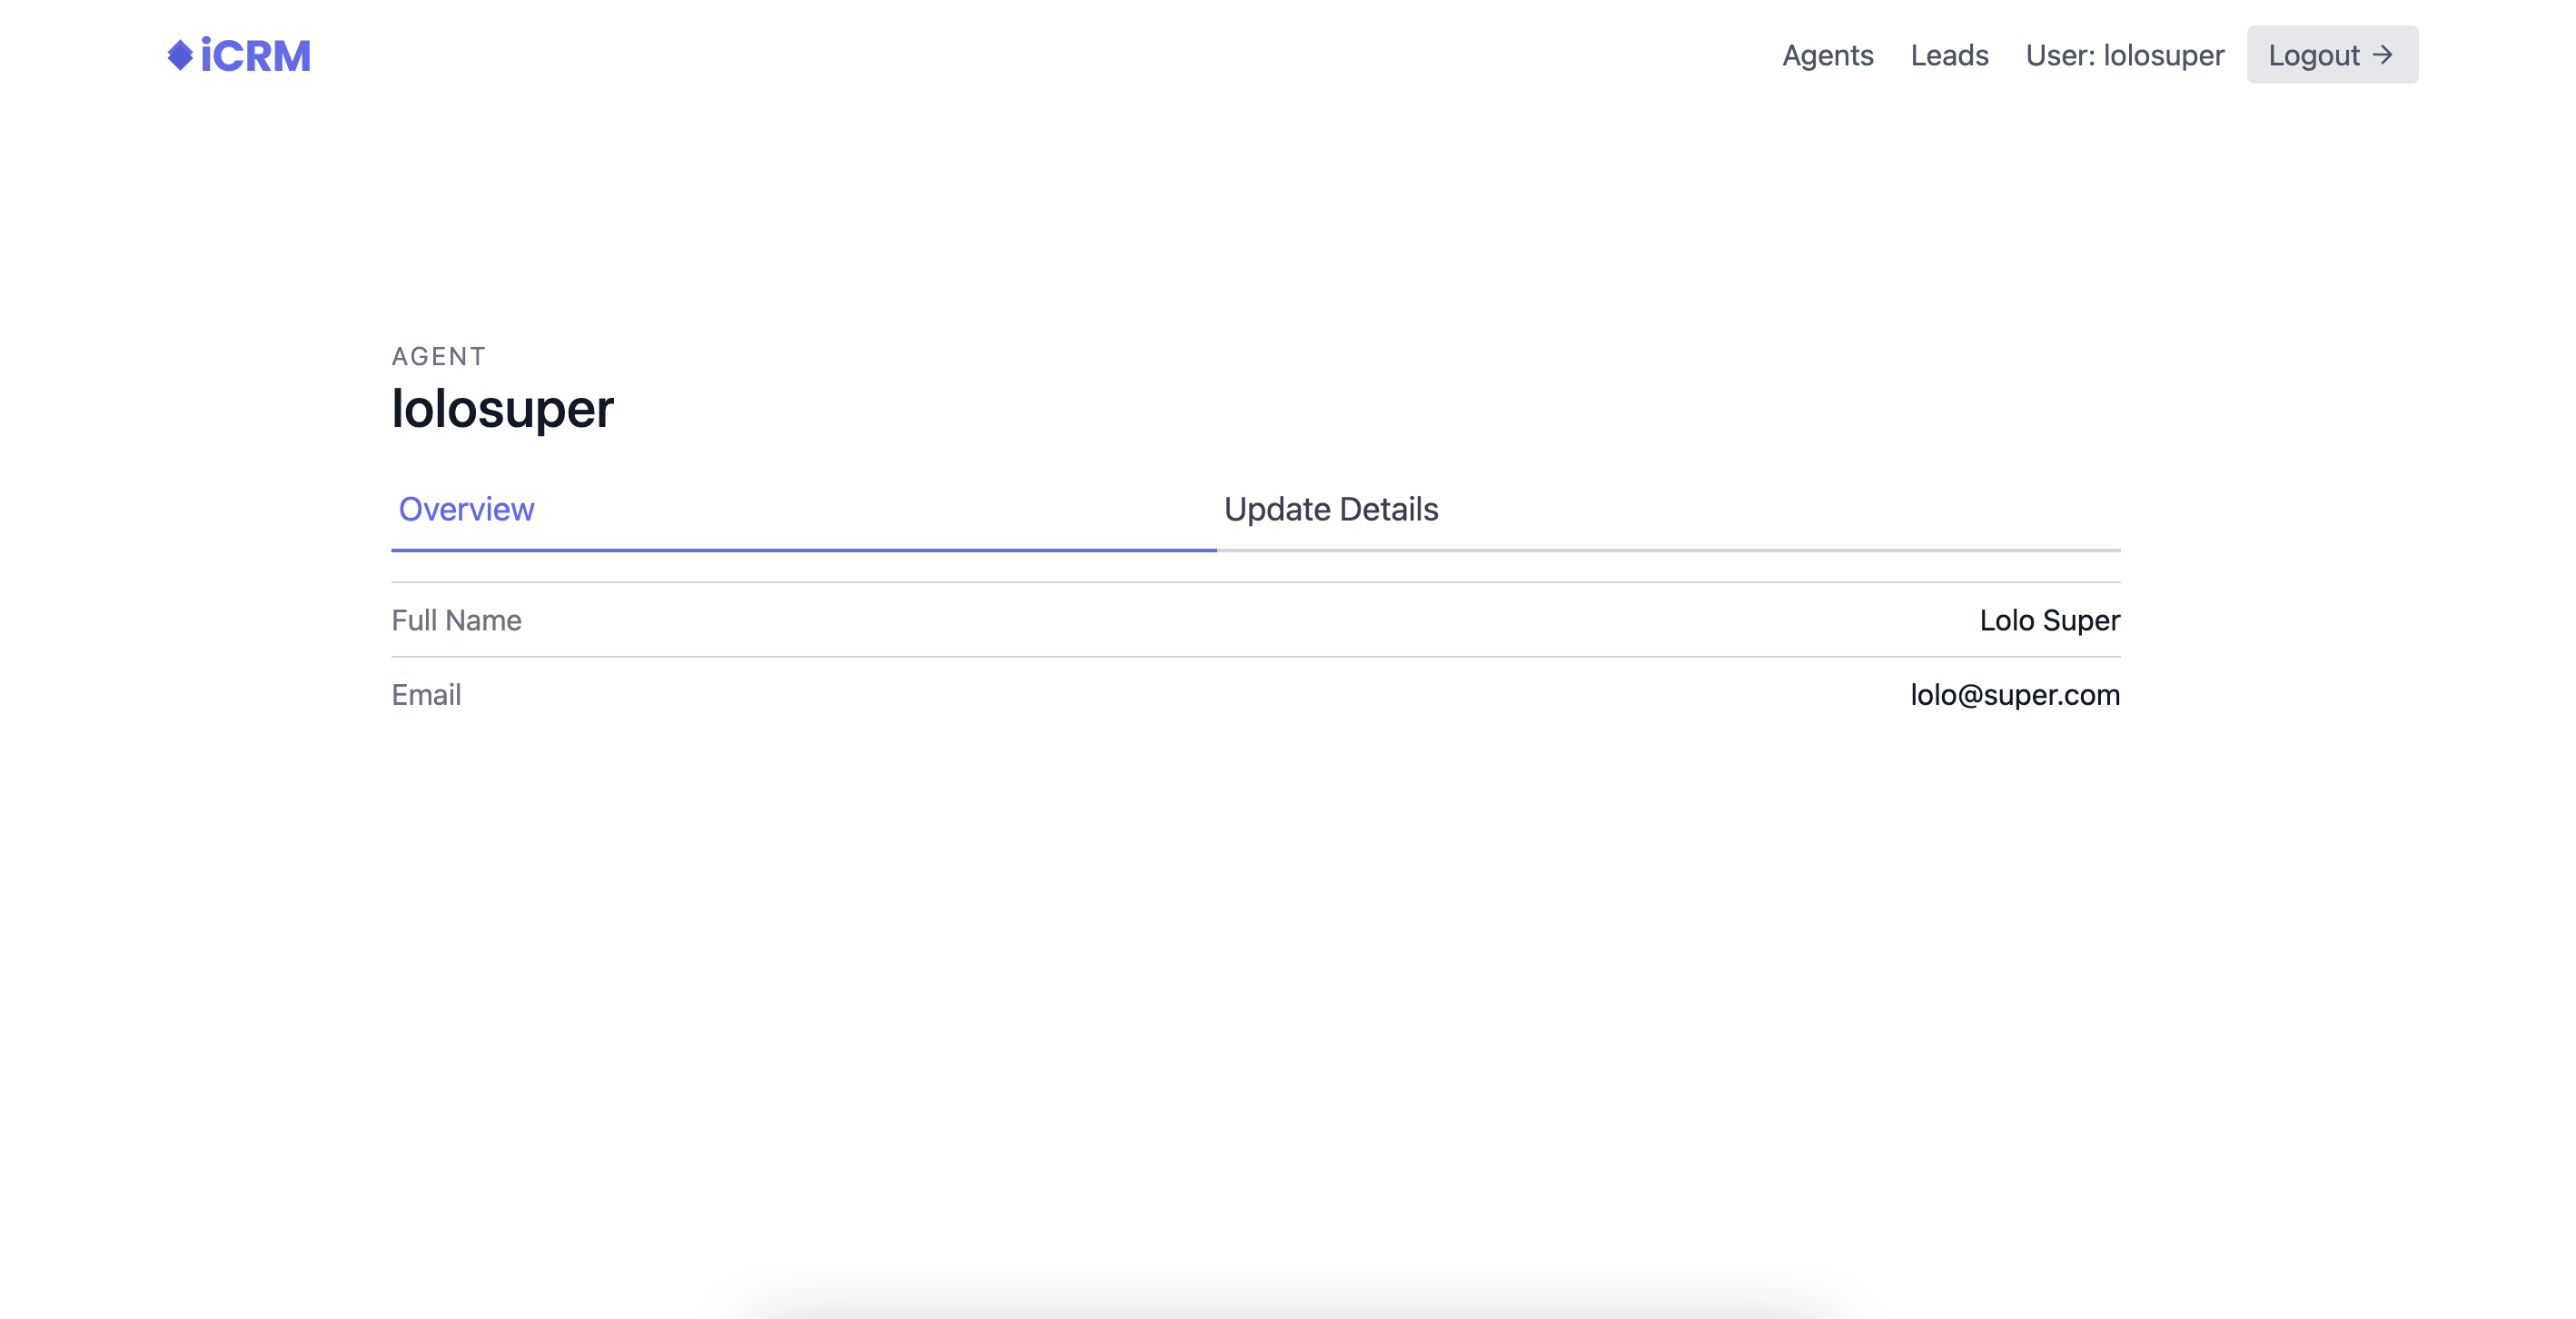 iCRM
Agents Leads User: lolosuper Logout →
AGENT
lolosuper
Overview Update Details
Full Name Lolo Super
Email lolo@super.com